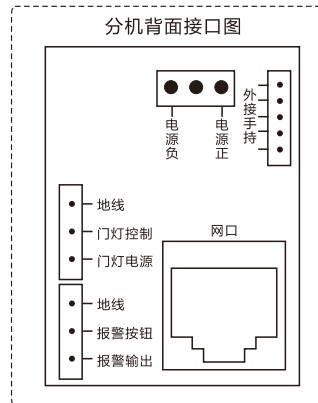 分机背面接口图
电源负
电源正
外接手持
地线
门灯控制
门灯电源
网口
地线
报警按钮
报警输出